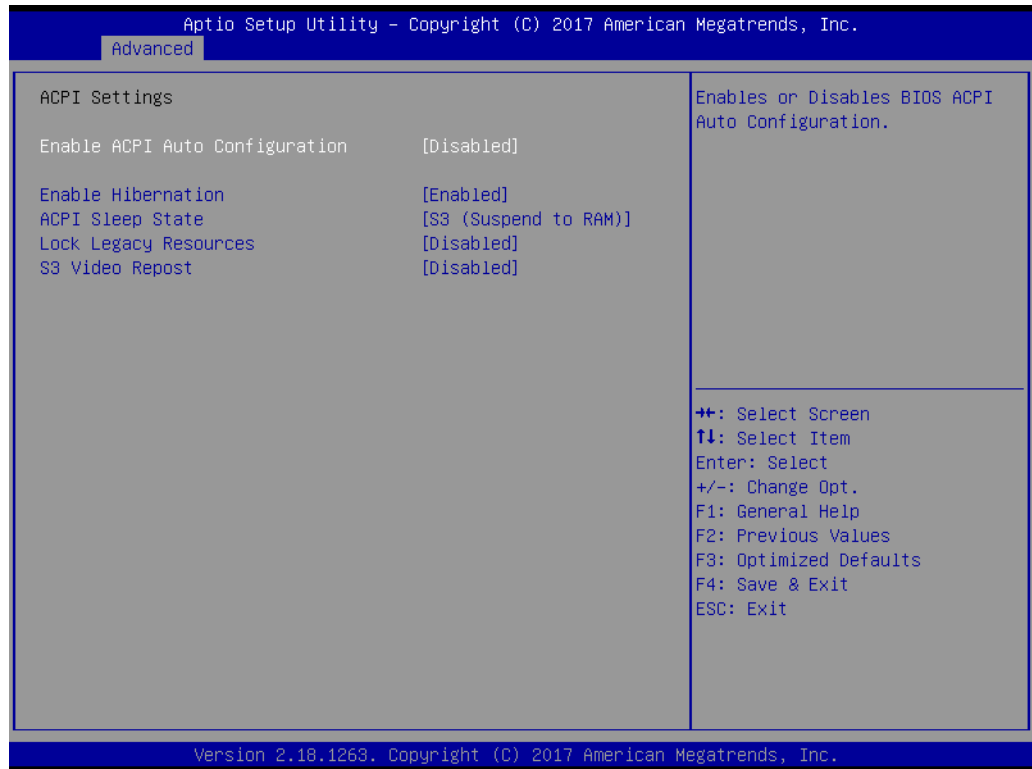 Aptio Setup Utility – Copyright (C) 2017 American Megatrends, Inc.
Advanced
ACPI Settings
Enable ACPI Auto Configuration [Disabled]
Enable Hibernation [Enabled]
ACPI Sleep State [S3 (Suspend to RAM)]
Lock Legacy Resources [Disabled]
S3 Video Repost [Disabled]
Enables or Disables BIOS ACPI
Auto Configuration.
→←: Select Screen
↑↓: Select Item
Enter: Select
+/-: Change Opt.
F1: General Help
F2: Previous Values
F3: Optimized Defaults
F4: Save & Exit
ESC: Exit
Version 2.18.1263. Copyright (C) 2017 American Megatrends, Inc.